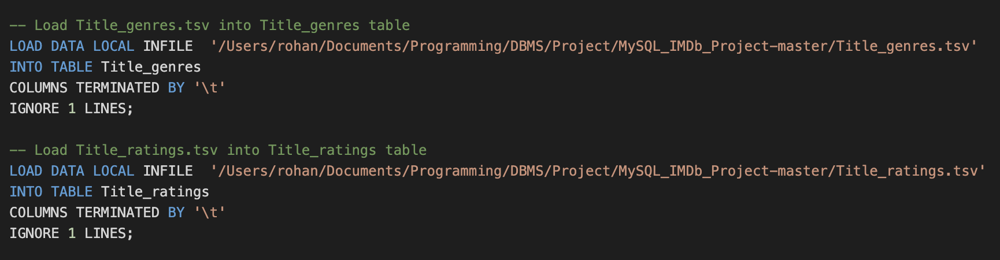 -- Load Title_genres.tsv into Title_genres table
LOAD DATA LOCAL INFILE  '/Users/rohan/Documents/Programming/DBMS/Project/MySQL_IMDb_Project-master/Title_genres.tsv'
INTO TABLE Title_genres
COLUMNS TERMINATED BY '\t'
IGNORE 1 LINES;
-- Load Title_ratings.tsv into Title_ratings table
LOAD DATA LOCAL INFILE  '/Users/rohan/Documents/Programming/DBMS/Project/MySQL_IMDb_Project-master/Title_ratings.tsv'
INTO TABLE Title_ratings
COLUMNS TERMINATED BY '\t'
IGNORE 1 LINES;